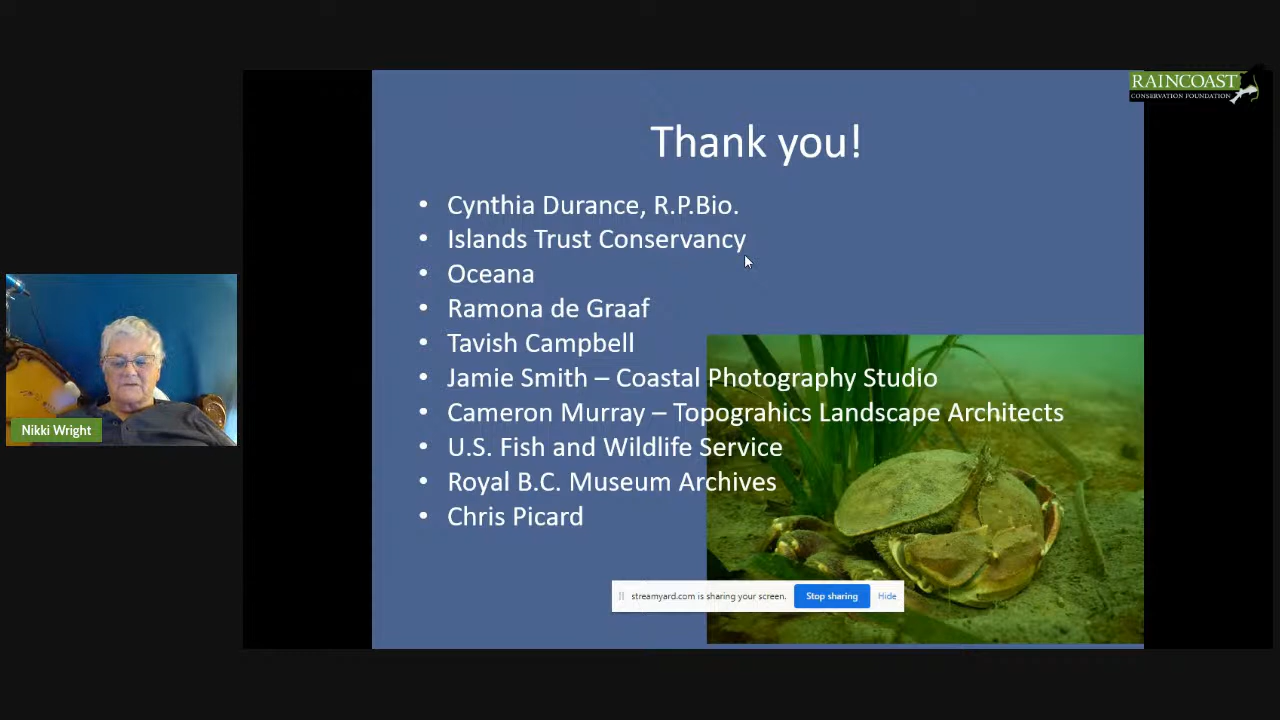 RAINCOAST
CONSERVATION FOUNDATION
Thank you!
• Cynthia Durance, R.P.Bio.
• Islands Trust Conservancy
• Oceana
• Ramona de Graaf
• Tavish Campbell
• Jamie Smith – Coastal Photography Studio
• Cameron Murray – Topograhics Landscape Architects
• U.S. Fish and Wildlife Service
• Royal B.C. Museum Archives
• Chris Picard
Nikki Wright
streamyard.com is sharing your screen. Stop sharing Hide